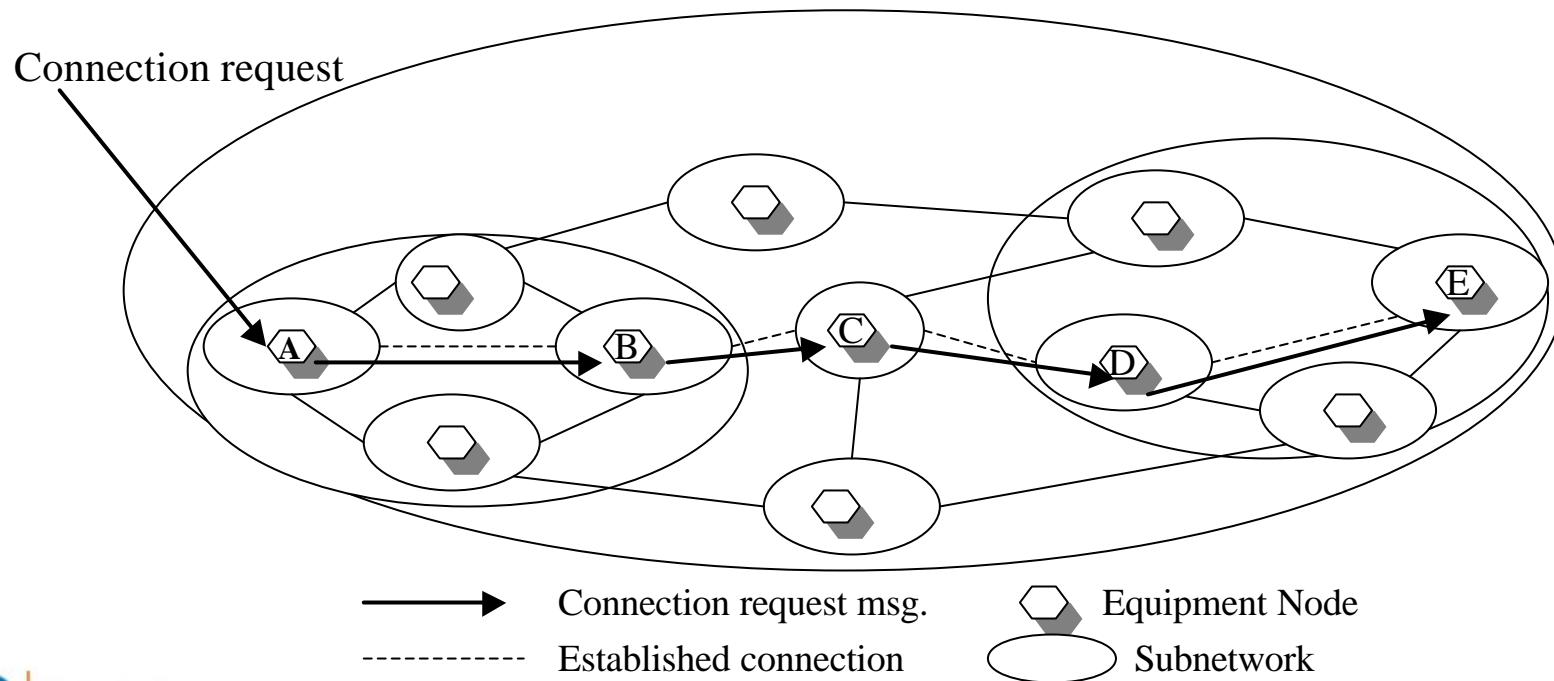 Connection request
A
B
C
D
E
Connection request msg.
Equipment Node
Established connection
Subnetwork